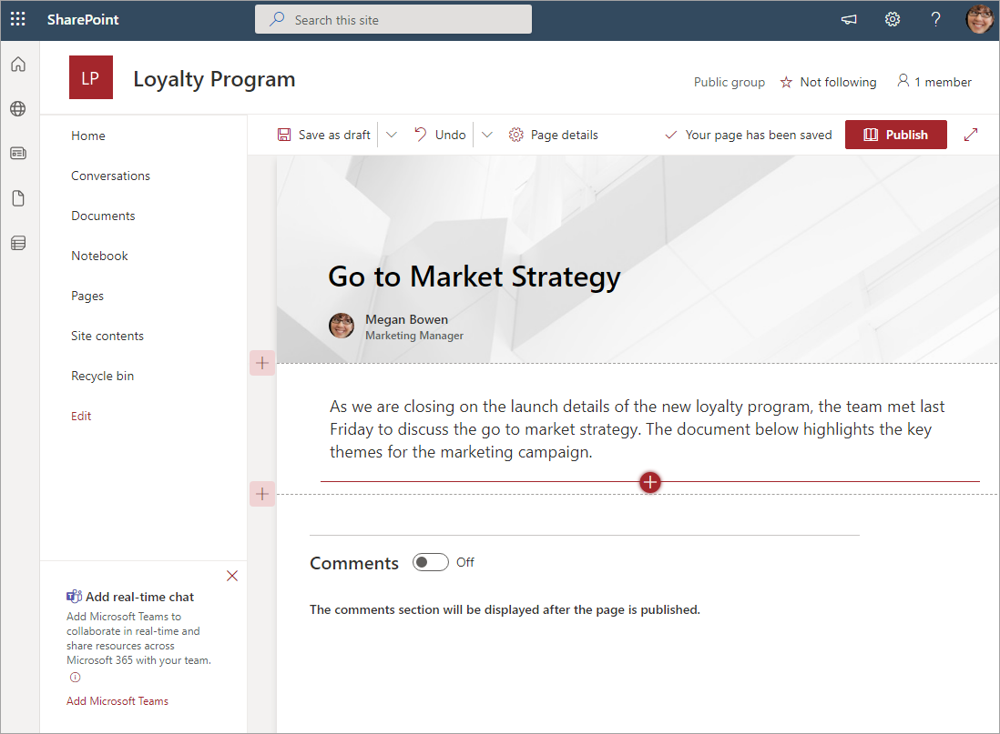 SharePoint
Search this site
LP
Loyalty Program
Public group
Not following
1 member
Home
Conversations
Documents
Notebook
Pages
Site contents
Recycle bin
Edit
Save as draft
Undo
Page details
Your page has been saved
Publish
Go to Market Strategy
Megan Bowen
Marketing Manager
As we are closing on the launch details of the new loyalty program, the team met last
Friday to discuss the go to market strategy. The document below highlights the key
themes for the marketing campaign.
Comments
Off
The comments section will be displayed after the page is published.
Add real-time chat
Add Microsoft Teams to
collaborate in real-time and
share resources across
Microsoft 365 with your team.
Add Microsoft Teams